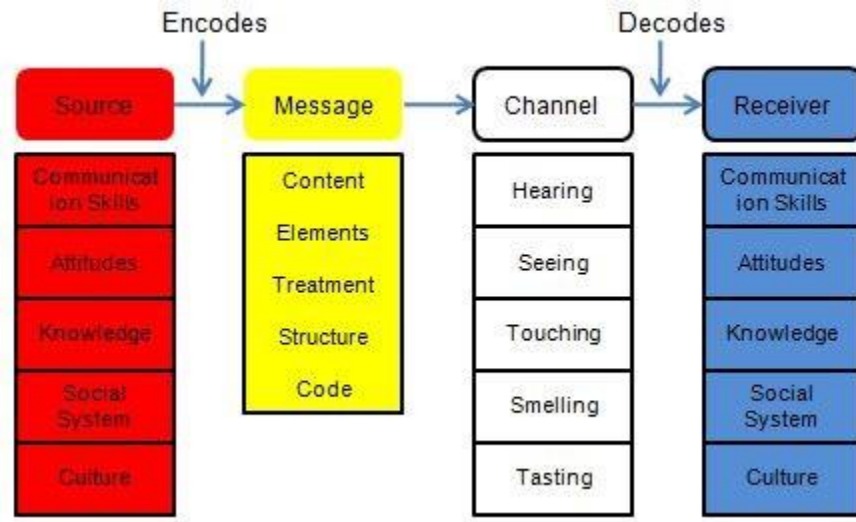 Encodes
Decodes
Source
Message
Channel
Receiver
Communicat
ion Skills
Attitudes
Knowledge
Social
System
Culture
Content
Elements
Treatment
Structure
Code
Hearing
Seeing
Touching
Smelling
Tasting
Communicat
ion Skills
Attitudes
Knowledge
Social
System
Culture